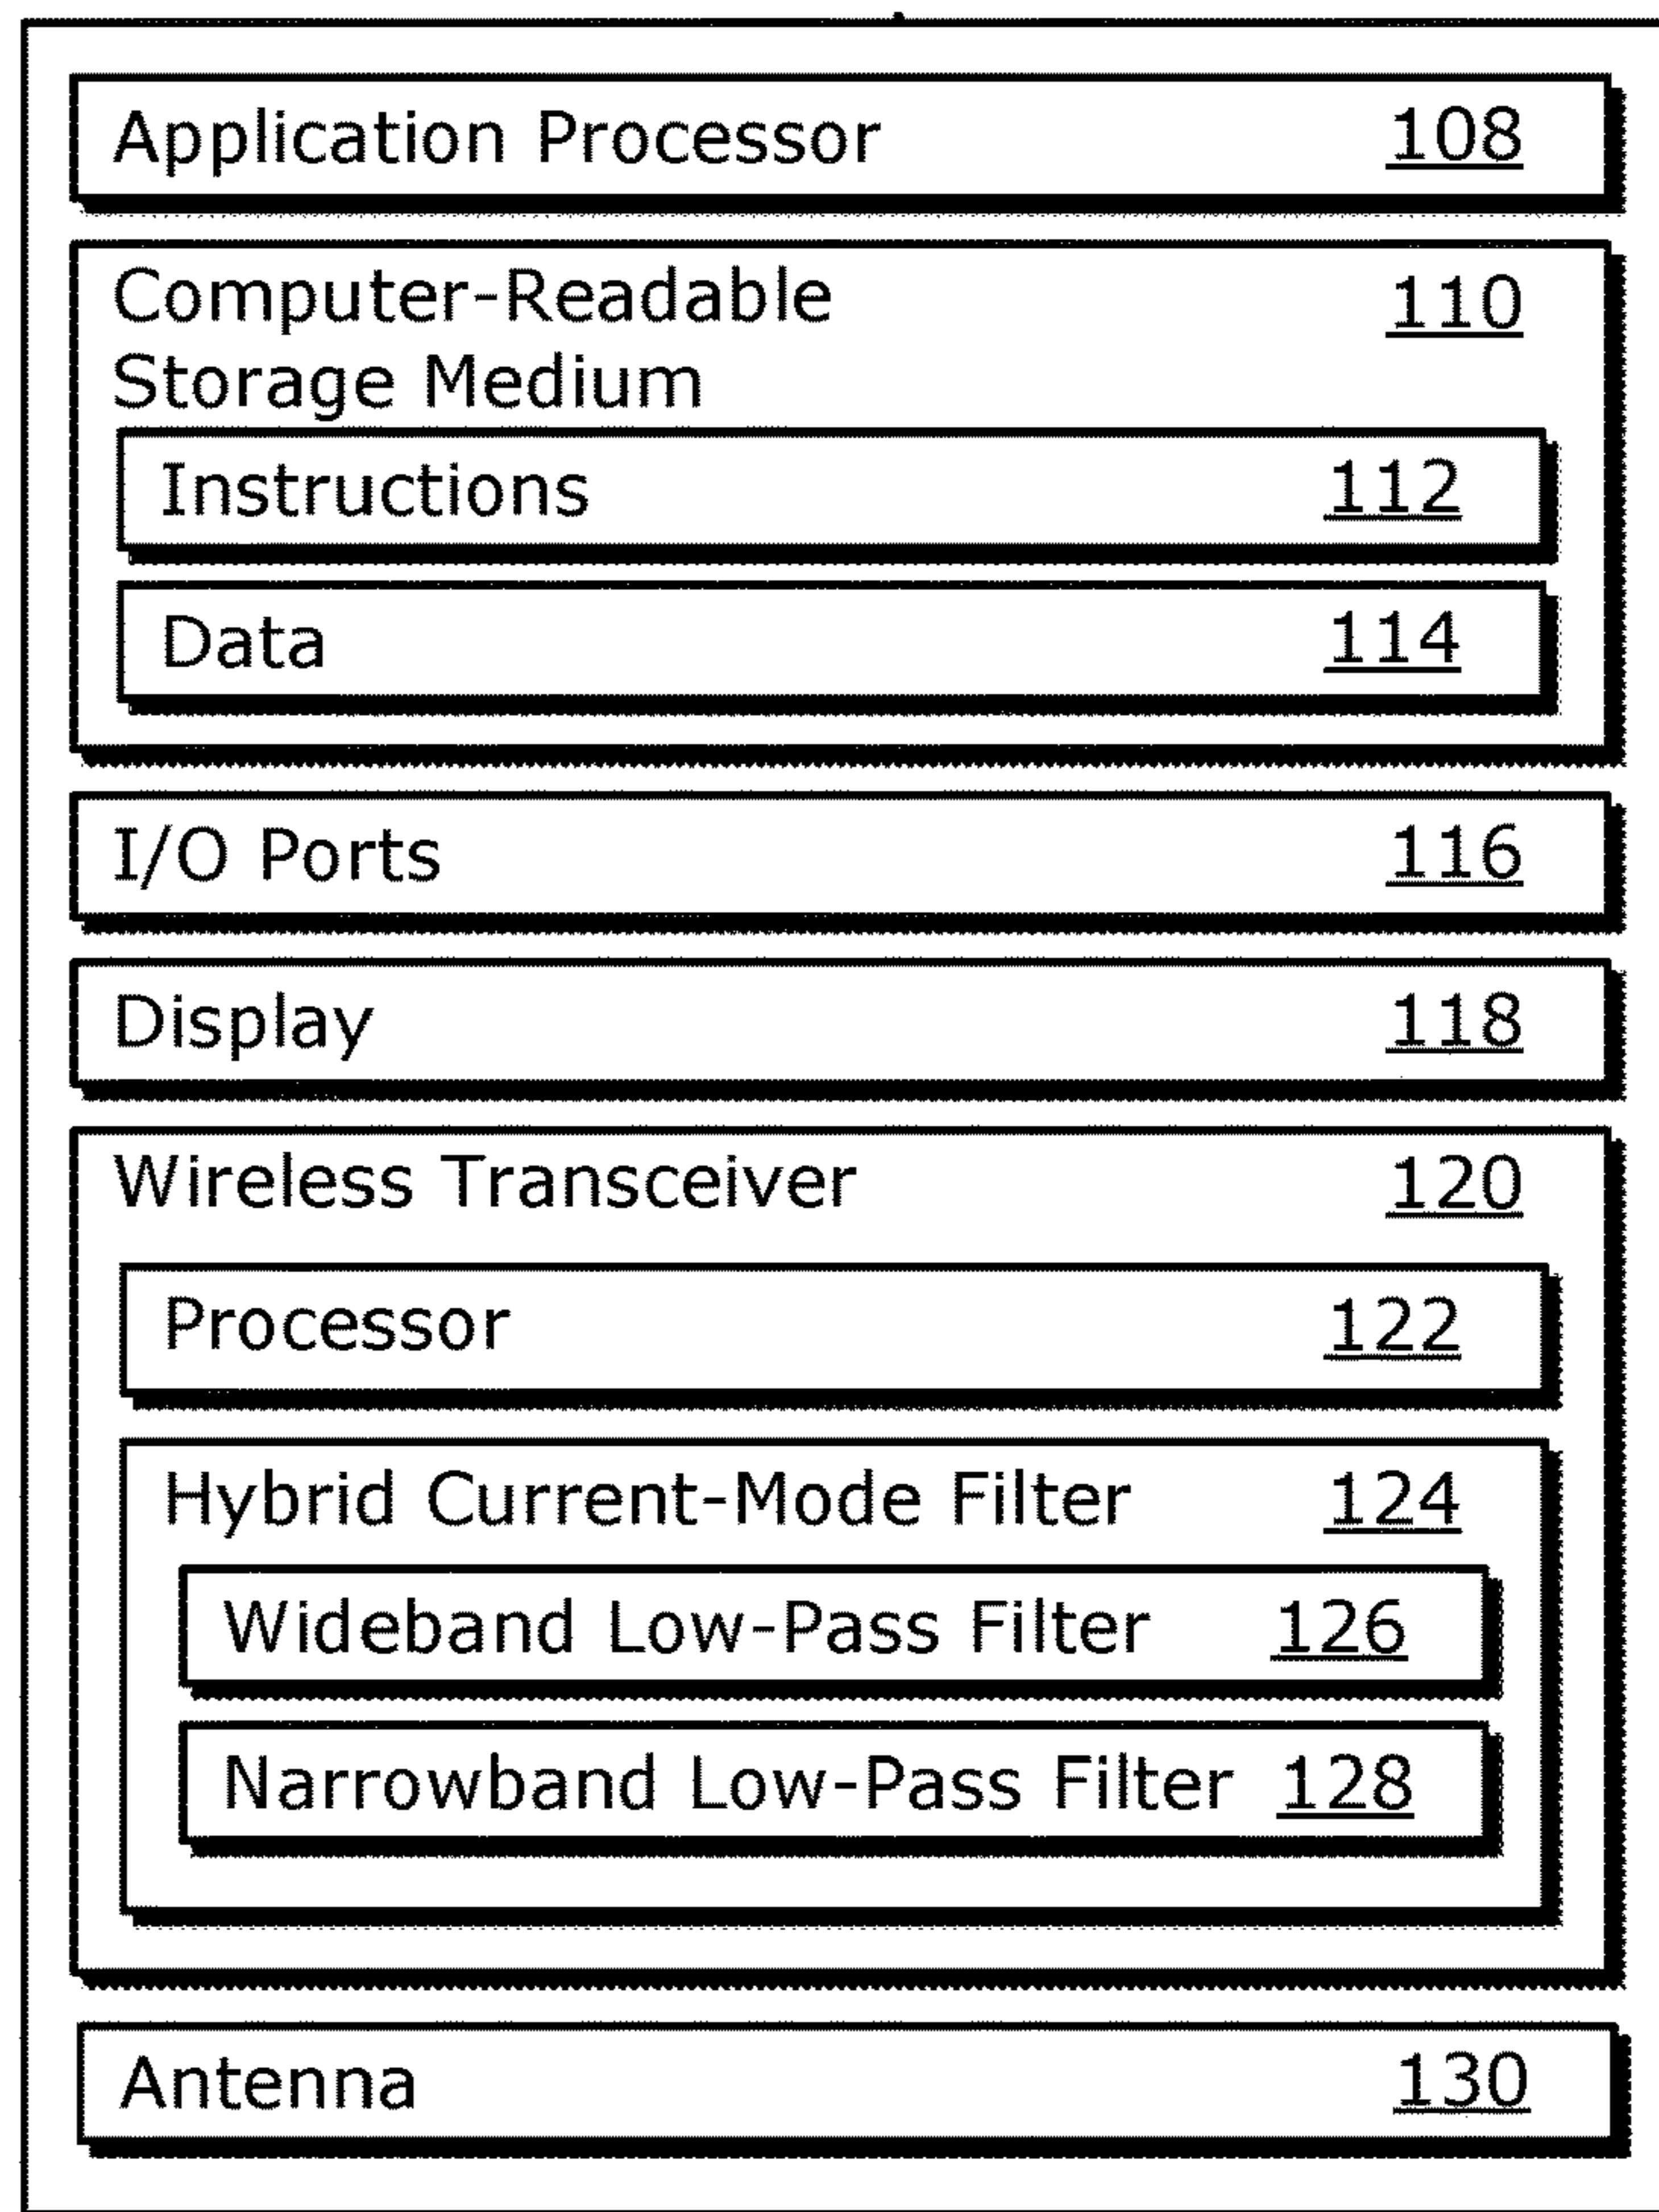 Application Processor 108
Computer-Readable 110
Storage Medium
Instructions 112
Data 114
I/O Ports 116
Display 118
Wireless Transceiver 120
Processor 122
Hybrid Current-Mode Filter 124
Wideband Low-Pass Filter 126
Narrowband Low-Pass Filter 128
Antenna 130